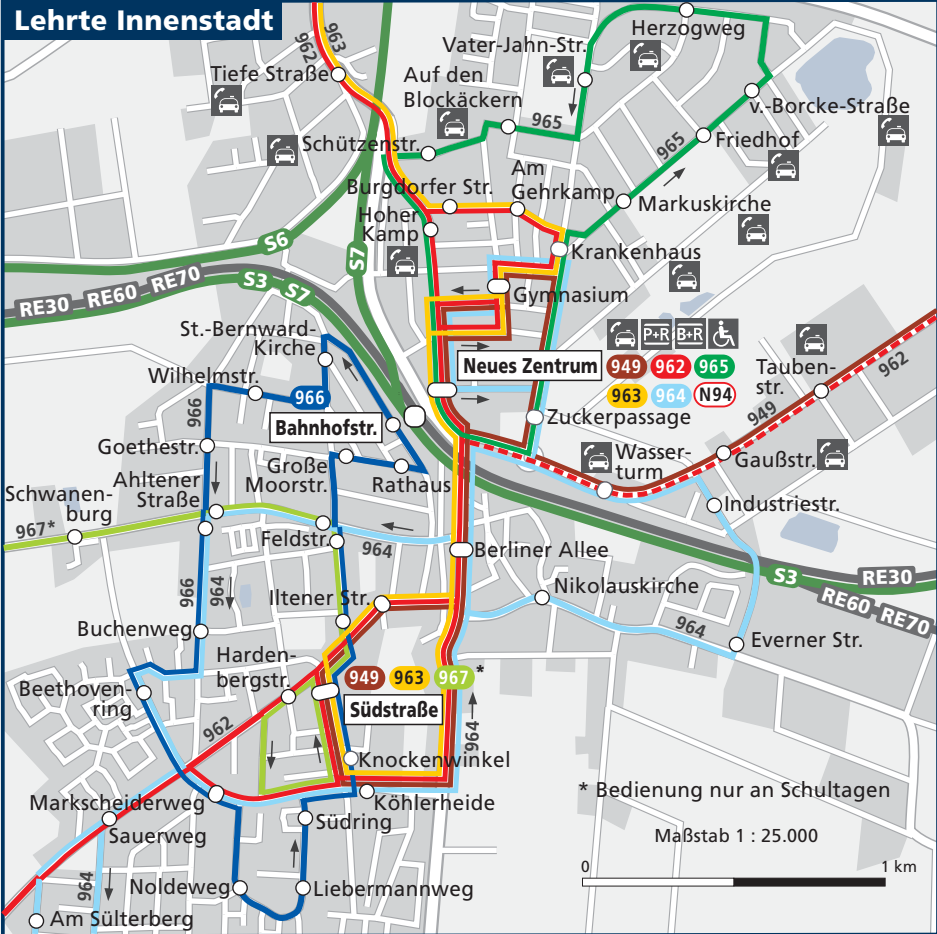 Lehrte Innenstadt
963
962
Herzogweg
Vater-Jahn-Str.
Tiefe Straße
Auf den
Blockäckern
v.-Borcke-Straße
965
965
Friedhof
Schützenstr.
Am
Gehrkamp
Burgdorfer Str.
Markuskirche
Hoher
Kamp
S6
S7
Krankenhaus
RE30 RE60 RE70
S3 S7
Gymnasium
St.-Bernward-
Kirche
P+R B+R
Neues Zentrum 949 962 965
963 964 N94
Tauben-
str.
962
949
Wilhelmstr.
966
966
Bahnhofstr.
Zuckerpassage
Goethestr.
Wasser-
turm
Gaußstr.
Große
Moorstr.
Rathaus
Ahltener
Straße
Schwanen-
burg
Industriestr.
967*
Feldstr.
964
Berliner Allee
S3
RE30
RE60 RE70
966
964
Iltener Str.
Nikolauskirche
964
Buchenweg
Everner Str.
Harden-
bergstr.
949 963 967*
Beethoven-
ring
Südstraße
962
964
Knockenwinkel
* Bedienung nur an Schultagen
Markscheiderweg
Köhlerheide
Sauerweg
Südring
Maßstab 1 : 25.000
0 1 km
964
Noldeweg
Liebermannweg
Am Sülterberg